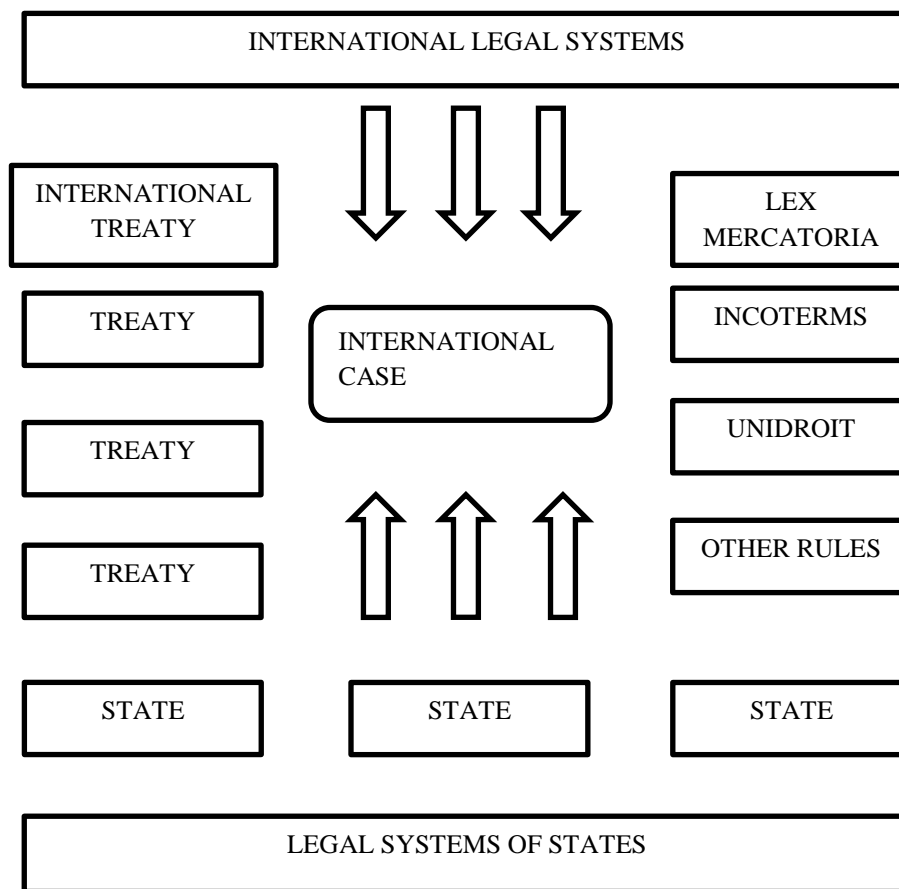 INTERNATIONAL LEGAL SYSTEMS
INTERNATIONAL
TREATY
LEX
MERCATORIA
TREATY
INTERNATIONAL
CASE
INCOTERMS
TREATY
UNIDROIT
TREATY
OTHER RULES
STATE
STATE
STATE
LEGAL SYSTEMS OF STATES